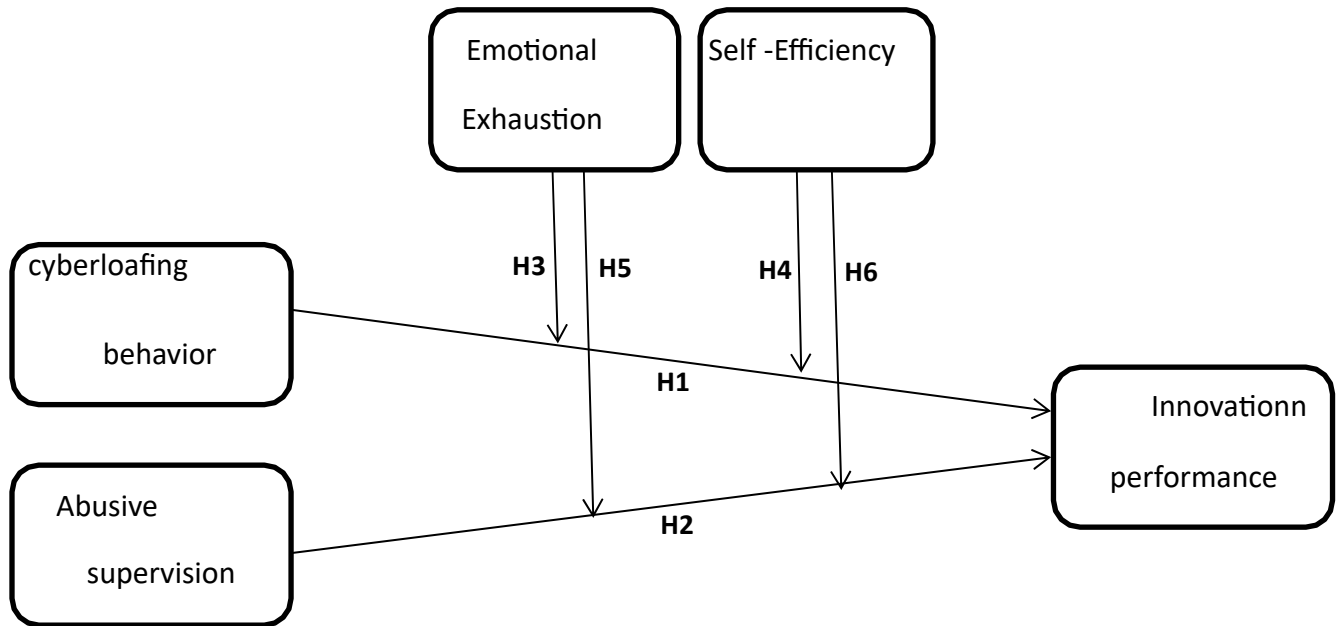 Emotional
Exhaustion
Self -Efficiency
cyberloafing
behavior
H3
H5
H4
H6
H1
Innovationn
performance
Abusive
supervision
H2